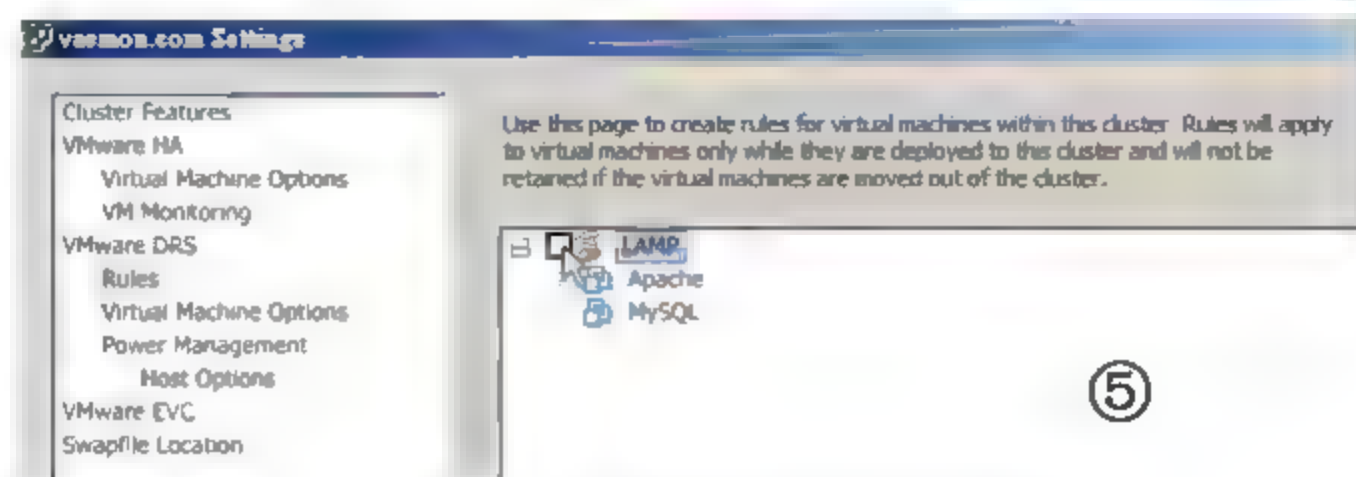 vasmon.com Settings
Cluster Features
VMware HA
Virtual Machine Options
VM Monitoring
VMware DRS
Rules
Virtual Machine Options
Power Management
Host Options
VMware EVC
Swapfile Location
Use this page to create rules for virtual machines within this cluster. Rules will apply
to virtual machines only while they are deployed to this cluster and will not be
retained if the virtual machines are moved out of the cluster.
LAMP
Apache
MySQL
⑤